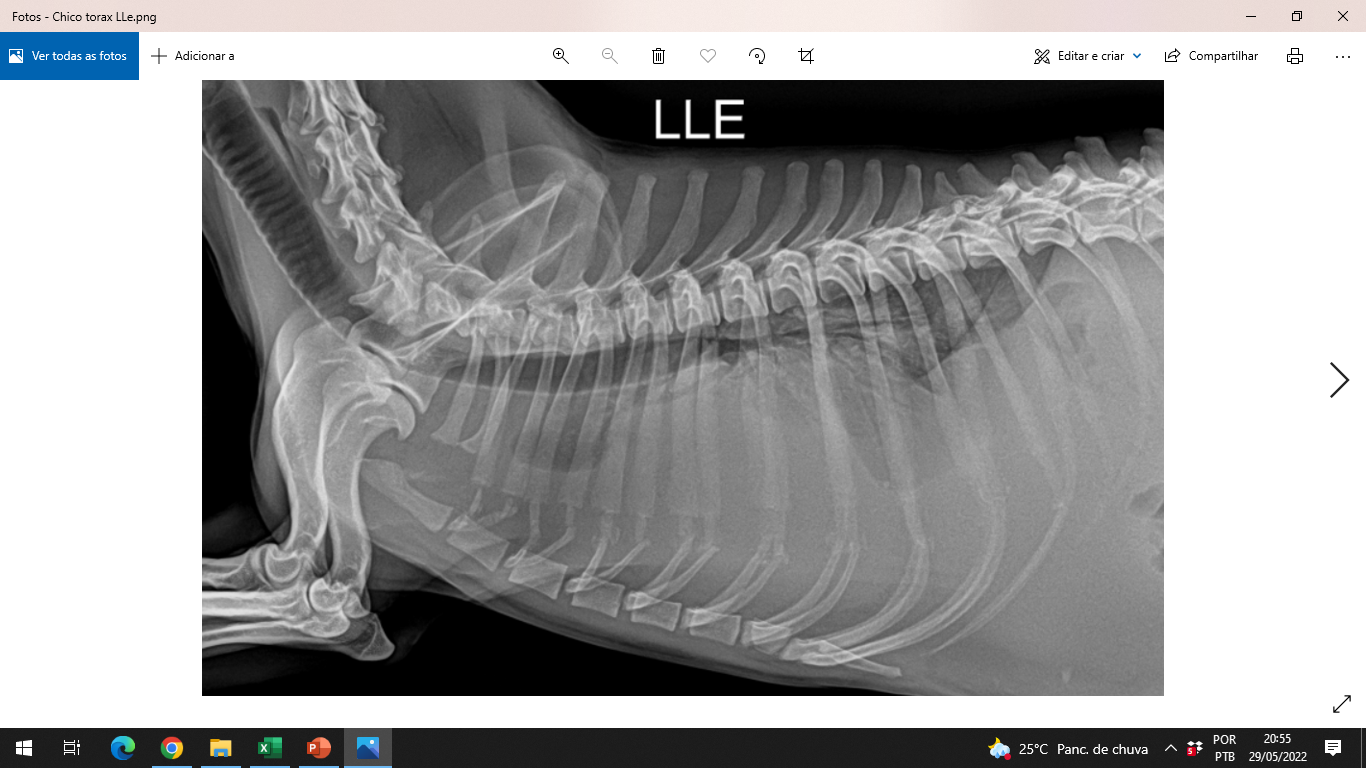 Fotos - Chico torax LLe.png
Ver todas as fotos
Adicionar a
Editar e criar
Compartilhar
LLE
25°C Panc. de chuva
POR
PTB
20:55
29/05/2022